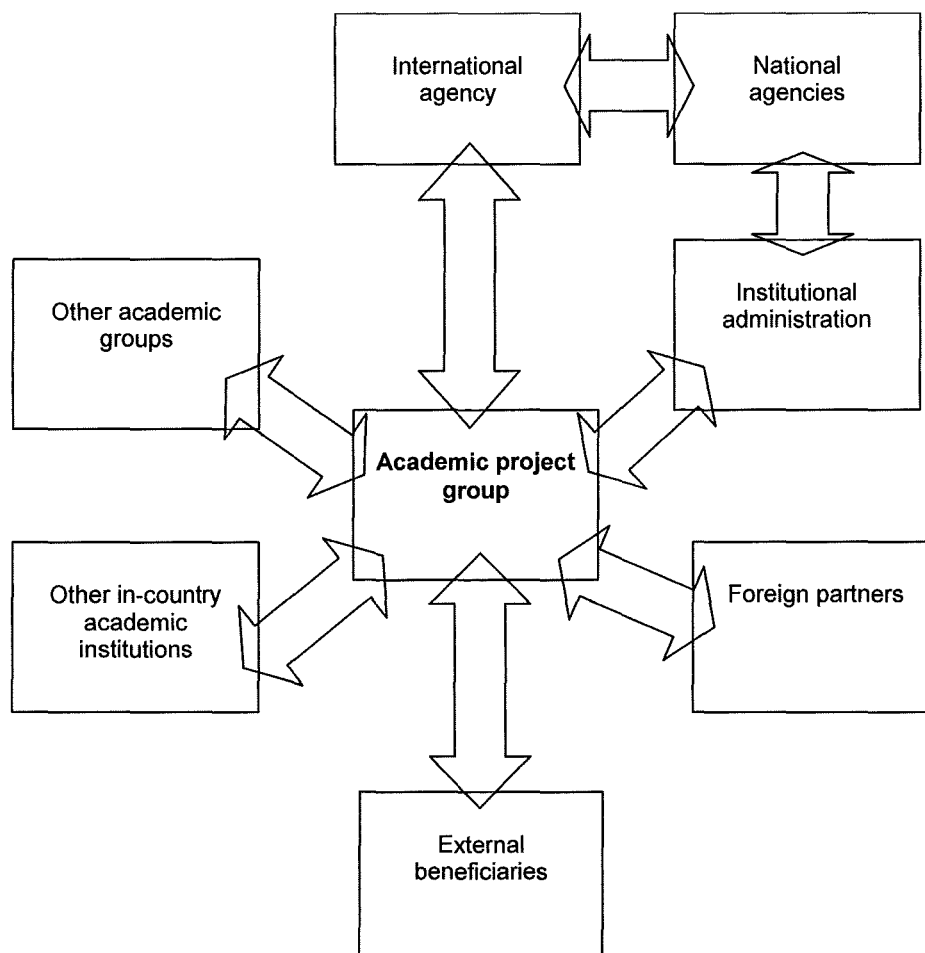 International
agency
National
agencies
Other academic
groups
Institutional
administration
Academic project
group
Other in-country
academic
institutions
Foreign partners
External
beneficiaries